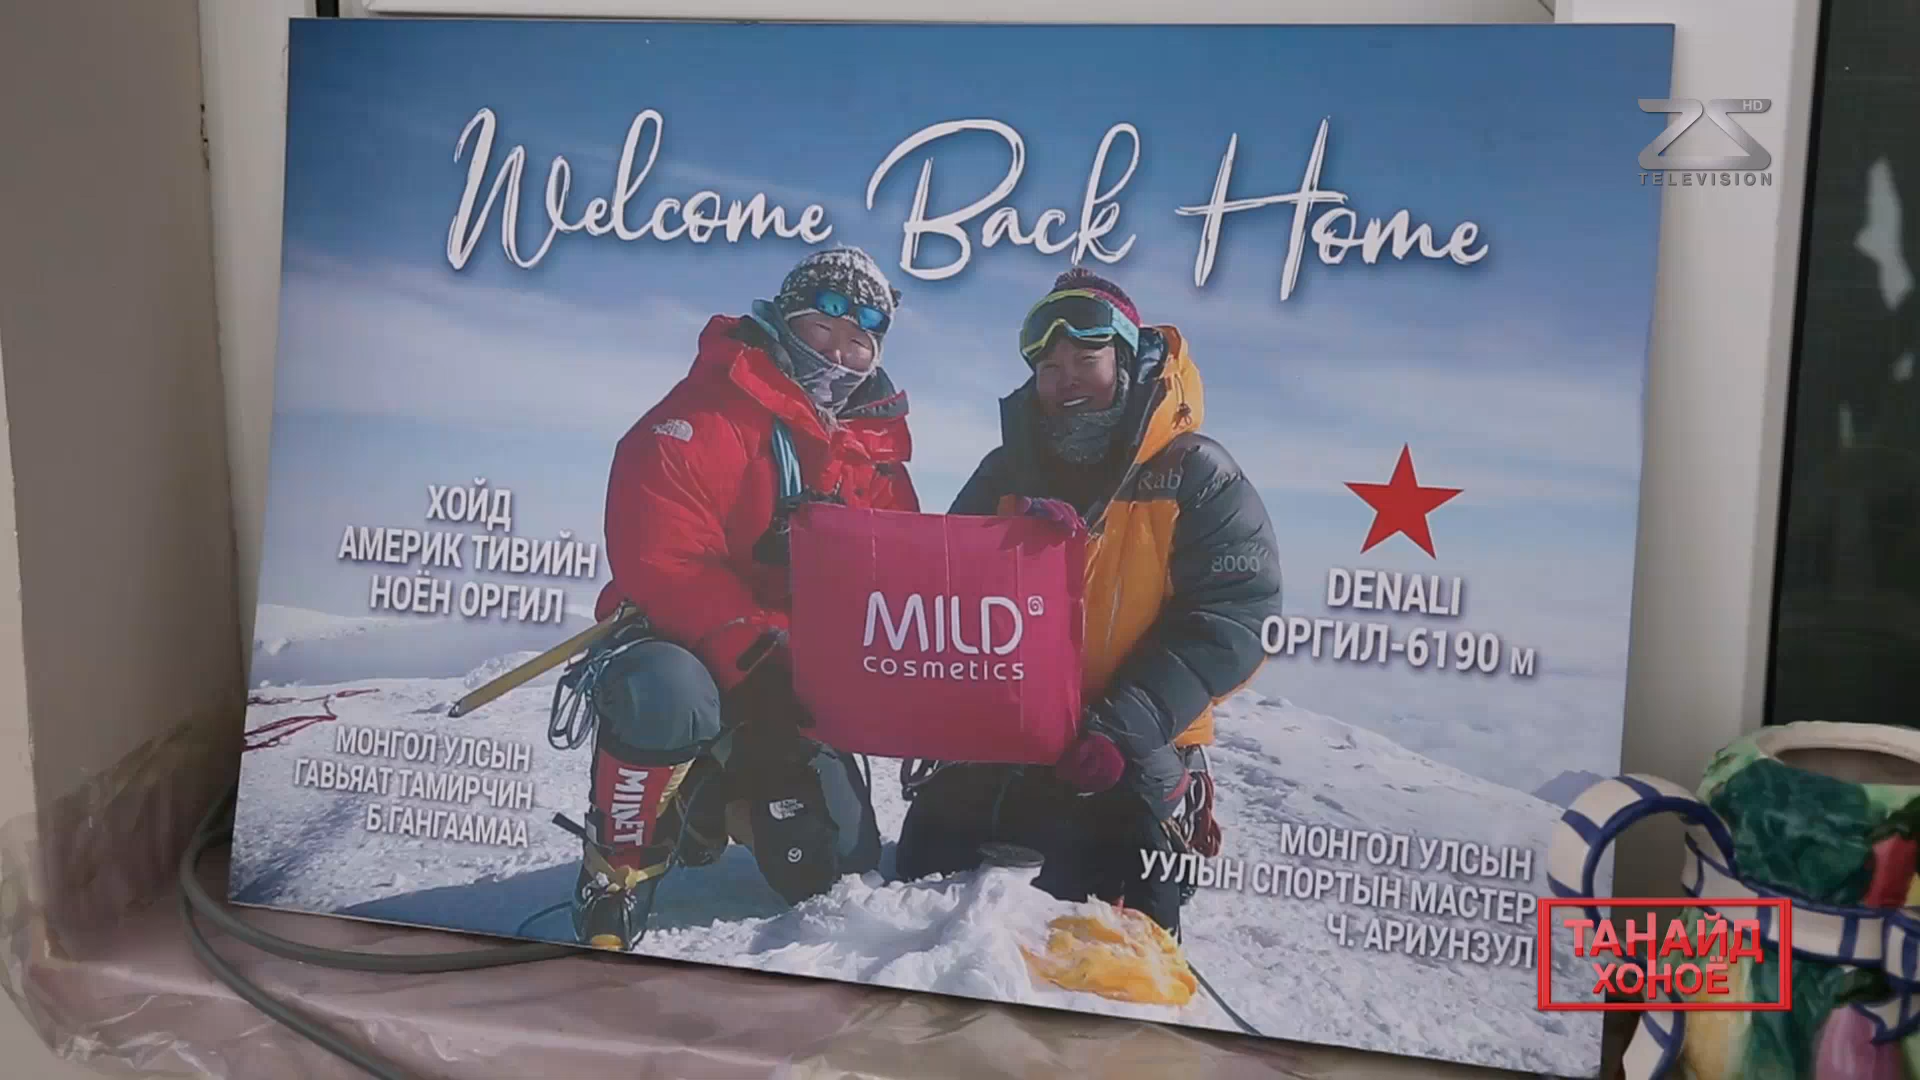 HD
TELEVISION
Welcome Back Home
ХОЙД
АМЕРИК ТИВИЙН
НОЁН ОРГИЛ
Rab
8000
MILD
cosmetics
DENALI
ОРГИЛ-6190 м
МОНГОЛ УЛСЫН
ГАВЬЯАТ ТАМИРЧИН
Б.ГАНГААМАА
МОНГОЛ УЛСЫН
УУЛЫН СПОРТЫН МАСТЕР
Ч. АРИУНЗУЛ
ТАНАЙД
ХОНОЁ